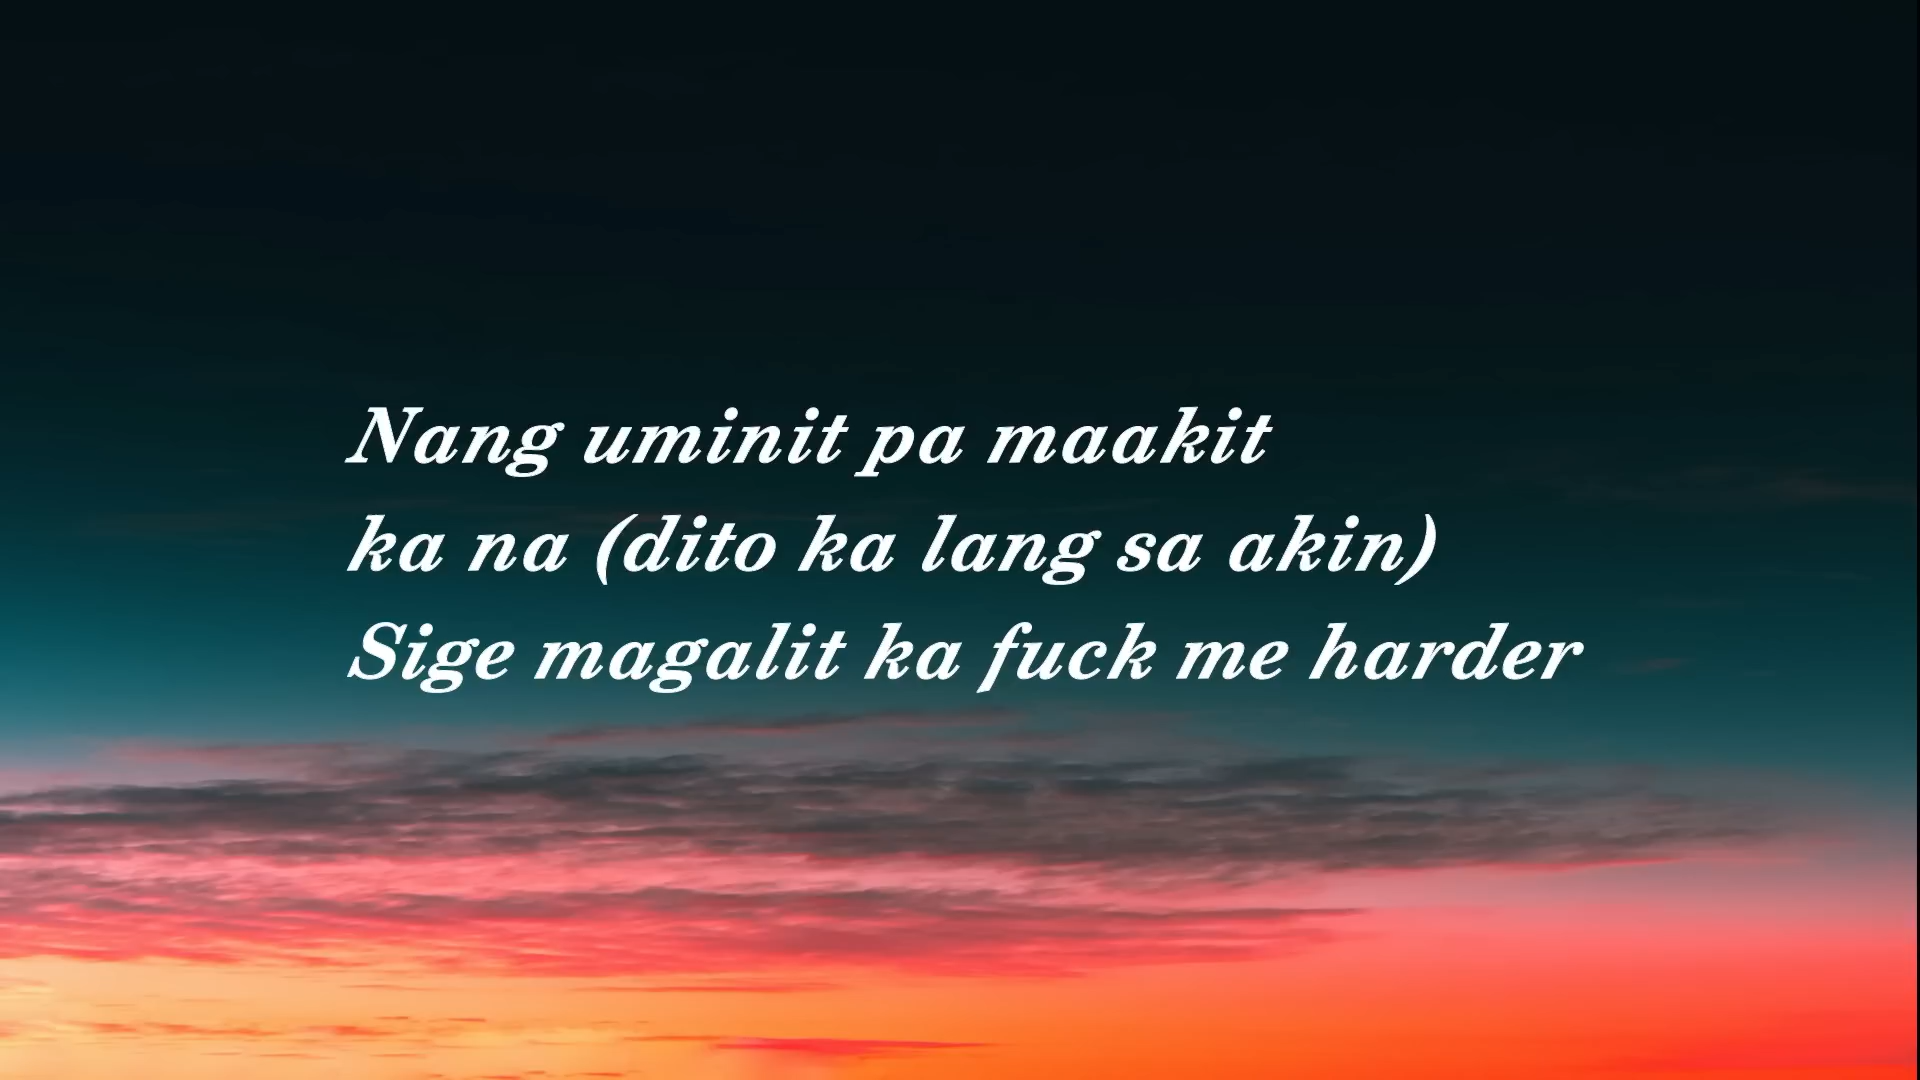 Nang uminit pa maakit
ka na (dito ka lang sa akin)
Sige magalit ka fuck me harder